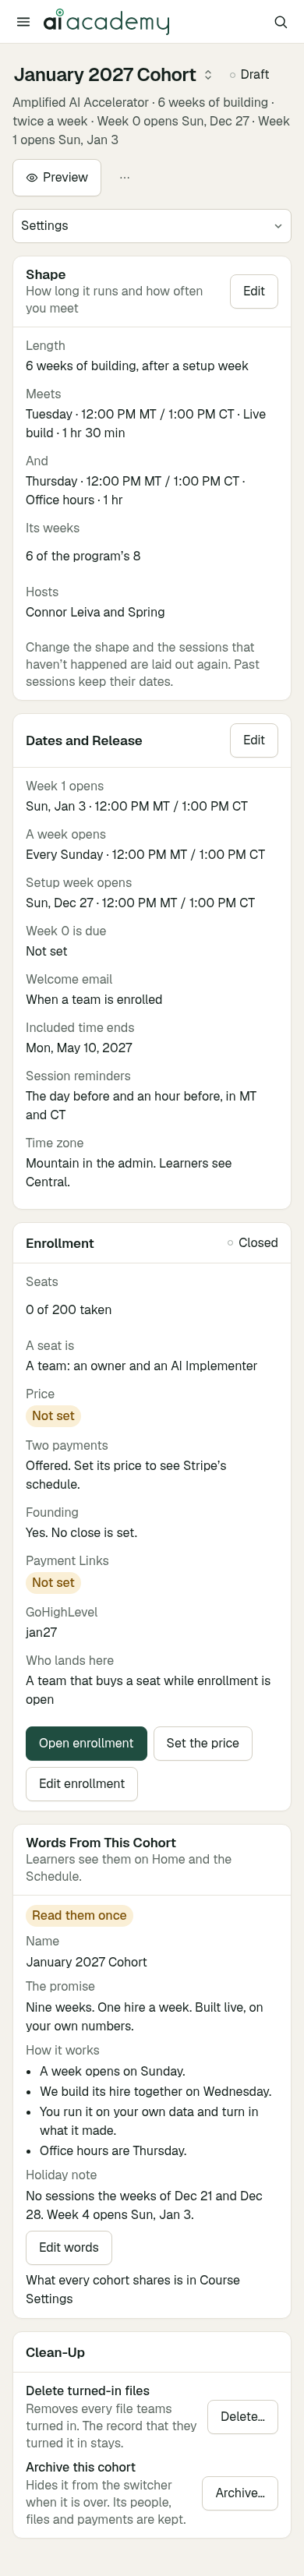 ai academy
January 2027 Cohort
Draft
Amplified AI Accelerator · 6 weeks of building ·
twice a week · Week 0 opens Sun, Dec 27 · Week
1 opens Sun, Jan 3
Preview
···
Settings
Shape
How long it runs and how often
you meet
Edit
Length
6 weeks of building, after a setup week
Meets
Tuesday · 12:00 PM MT / 1:00 PM CT · Live
build · 1 hr 30 min
And
Thursday · 12:00 PM MT / 1:00 PM CT ·
Office hours · 1 hr
Its weeks
6 of the program’s 8
Hosts
Connor Leiva and Spring
Change the shape and the sessions that
haven’t happened are laid out again. Past
sessions keep their dates.
Dates and Release
Edit
Week 1 opens
Sun, Jan 3 · 12:00 PM MT / 1:00 PM CT
A week opens
Every Sunday · 12:00 PM MT / 1:00 PM CT
Setup week opens
Sun, Dec 27 · 12:00 PM MT / 1:00 PM CT
Week 0 is due
Not set
Welcome email
When a team is enrolled
Included time ends
Mon, May 10, 2027
Session reminders
The day before and an hour before, in MT
and CT
Time zone
Mountain in the admin. Learners see
Central.
Enrollment
Closed
Seats
0 of 200 taken
A seat is
A team: an owner and an AI Implementer
Price
Not set
Two payments
Offered. Set its price to see Stripe’s
schedule.
Founding
Yes. No close is set.
Payment Links
Not set
GoHighLevel
jan27
Who lands here
A team that buys a seat while enrollment is
open
Open enrollment
Set the price
Edit enrollment
Words From This Cohort
Learners see them on Home and the
Schedule.
Read them once
Name
January 2027 Cohort
The promise
Nine weeks. One hire a week. Built live, on
your own numbers.
How it works
• A week opens on Sunday.
• We build its hire together on Wednesday.
• You run it on your own data and turn in
what it made.
• Office hours are Thursday.
Holiday note
No sessions the weeks of Dec 21 and Dec
28. Week 4 opens Sun, Jan 3.
Edit words
What every cohort shares is in Course
Settings
Clean-Up
Delete turned-in files
Removes every file teams
turned in. The record that they
turned it in stays.
Delete…
Archive this cohort
Hides it from the switcher
when it is over. Its people,
files and payments are kept.
Archive…